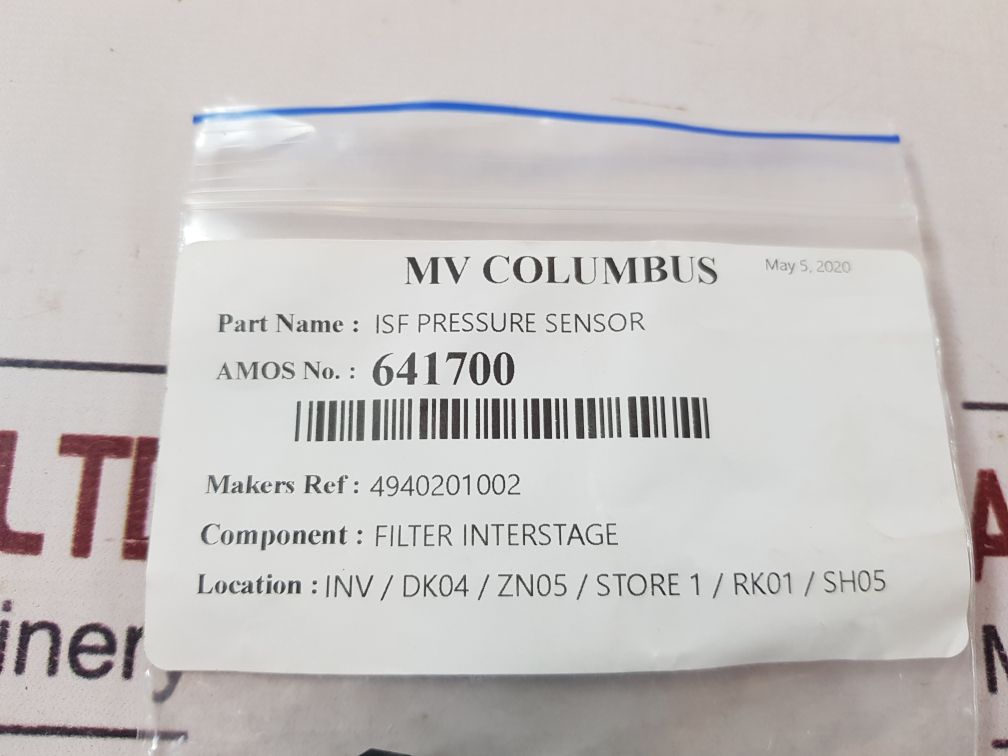 MV COLUMBUS May 5, 2020
Part Name : ISF PRESSURE SENSOR
AMOS No. : 641700
Makers Ref : 4940201002
Component : FILTER INTERSTAGE
Location : INV / DK04 / ZN05 / STORE 1 / RK01 / SH05